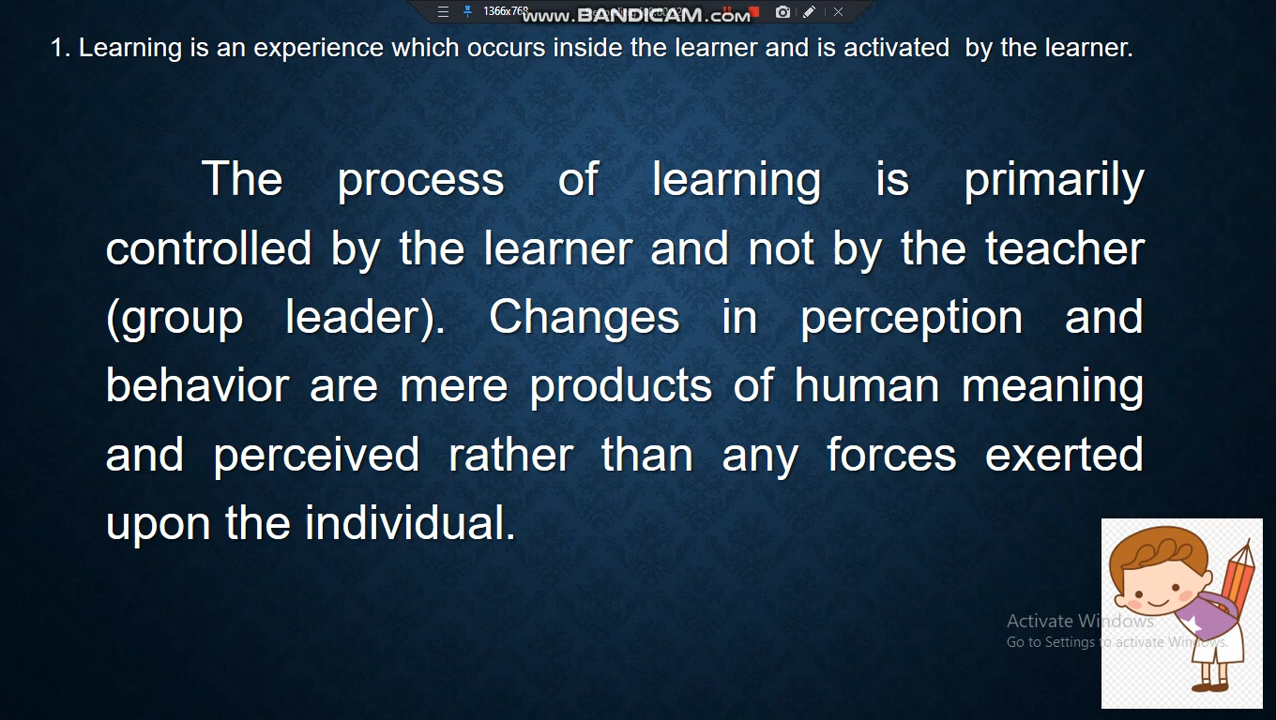 1366x768
www.BANDICAM.com
1. Learning is an experience which occurs inside the learner and is activated  by the learner.
The process of learning is primarily
controlled by the learner and not by the teacher
(group leader). Changes in perception and
behavior are mere products of human meaning
and perceived rather than any forces exerted
upon the individual.
Activate Windows
Go to Settings to activate Windows.